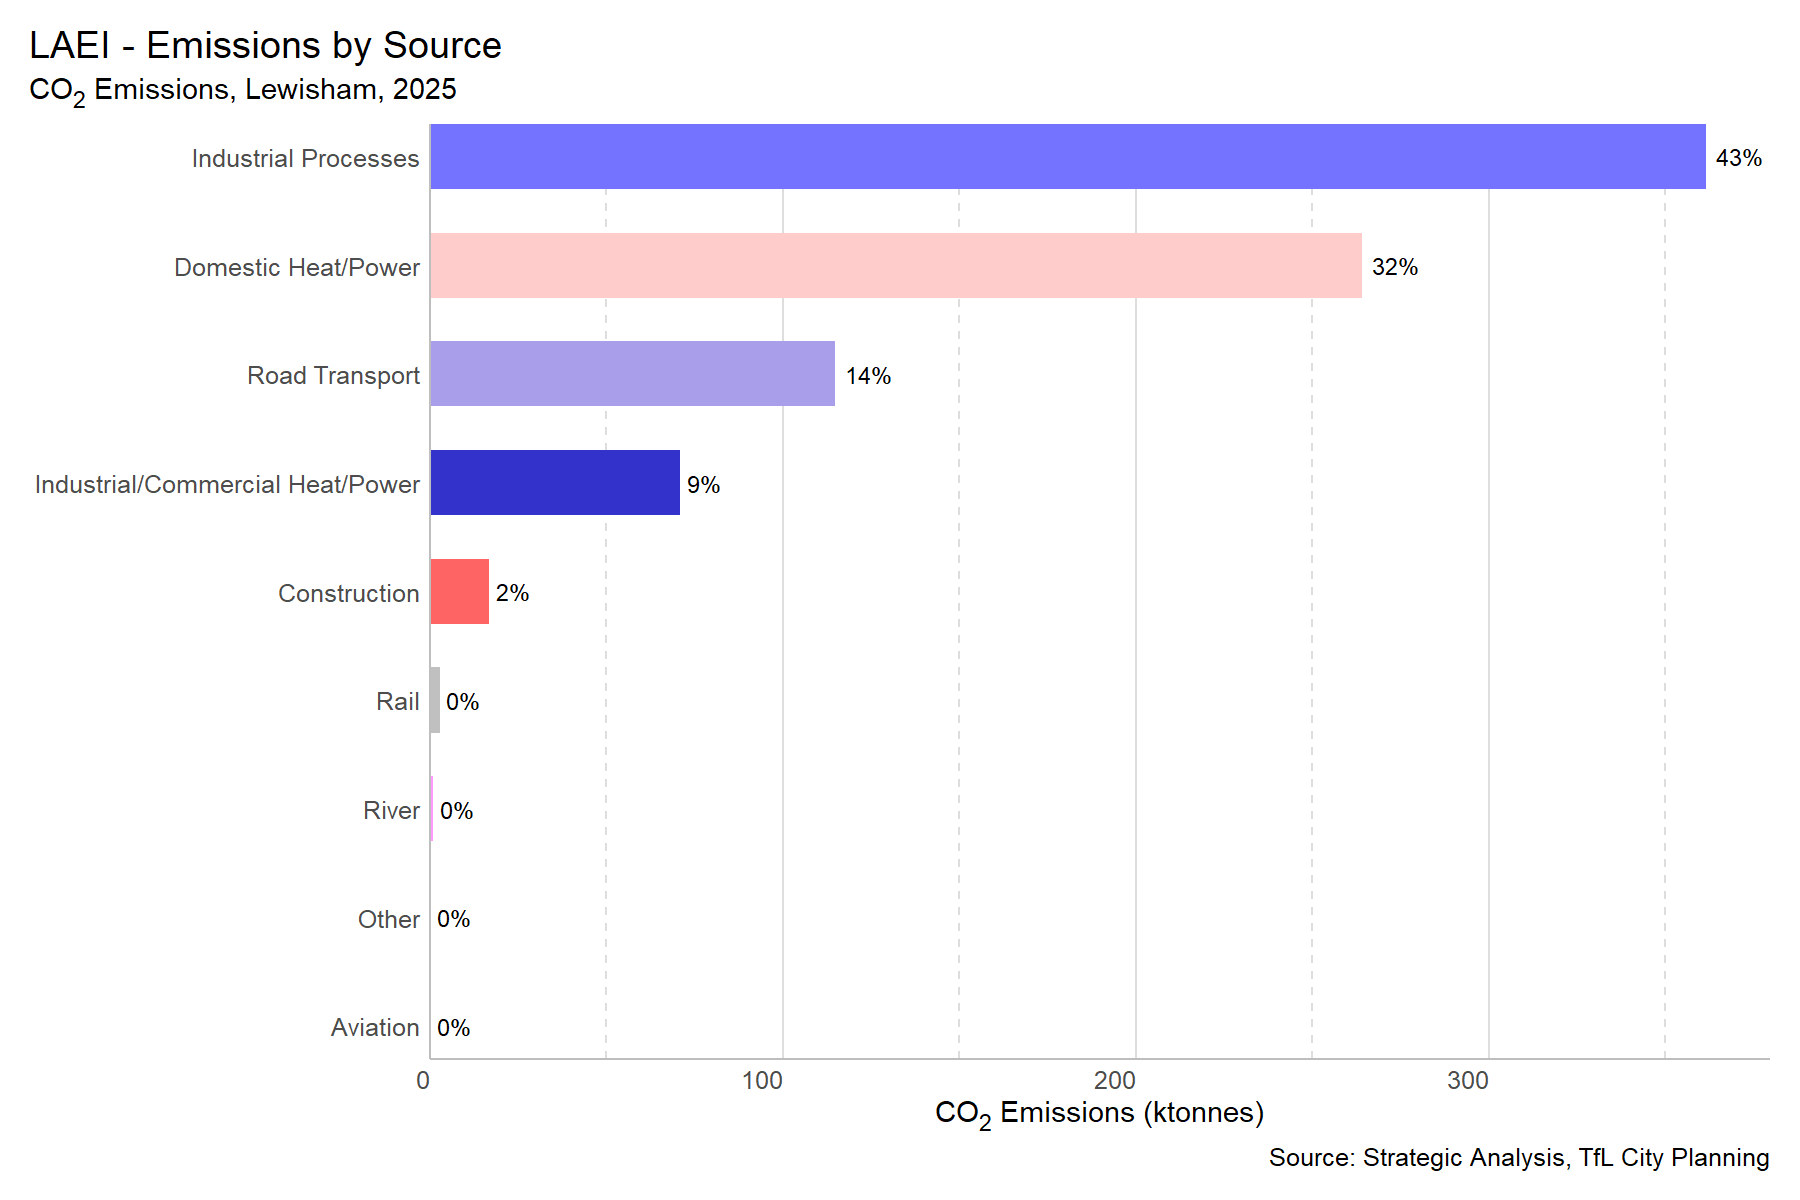 LAEI - Emissions by Source
CO₂ Emissions, Lewisham, 2025
Industrial Processes 43%
Domestic Heat/Power 32%
Road Transport 14%
Industrial/Commercial Heat/Power 9%
Construction 2%
Rail 0%
River 0%
Other 0%
Aviation 0%
0 100 200 300
CO₂ Emissions (ktonnes)
Source: Strategic Analysis, TfL City Planning